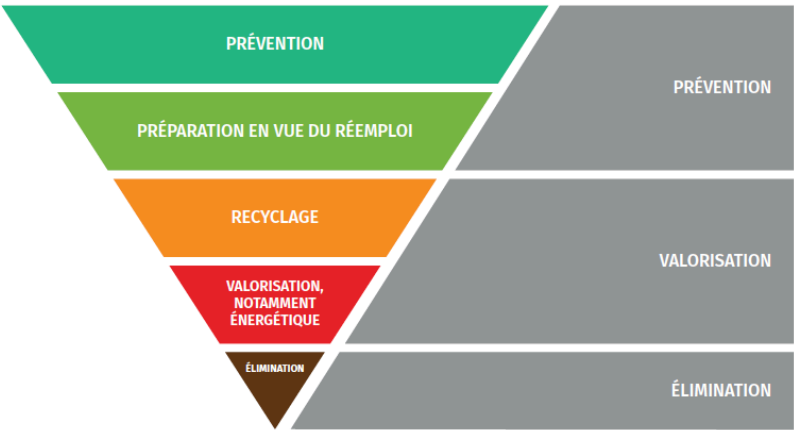 PRÉVENTION
PRÉPARATION EN VUE DU RÉEMPLOI
RECYCLAGE
VALORISATION,
NOTAMMENT
ÉNERGÉTIQUE
ÉLIMINATION
PRÉVENTION
VALORISATION
ÉLIMINATION